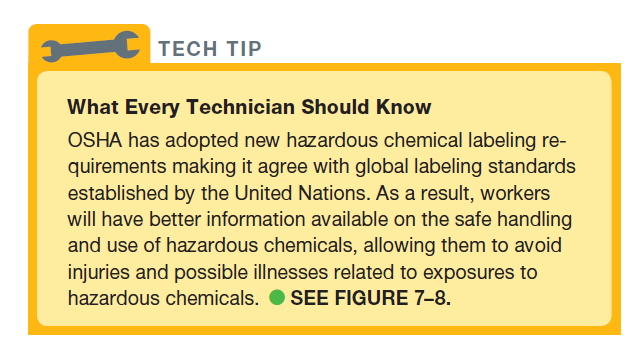 TECH TIP
What Every Technician Should Know
OSHA has adopted new hazardous chemical labeling re-
quirements making it agree with global labeling standards
established by the United Nations. As a result, workers
will have better information available on the safe handling
and use of hazardous chemicals, allowing them to avoid
injuries and possible illnesses related to exposures to
hazardous chemicals. ● SEE FIGURE 7–8.